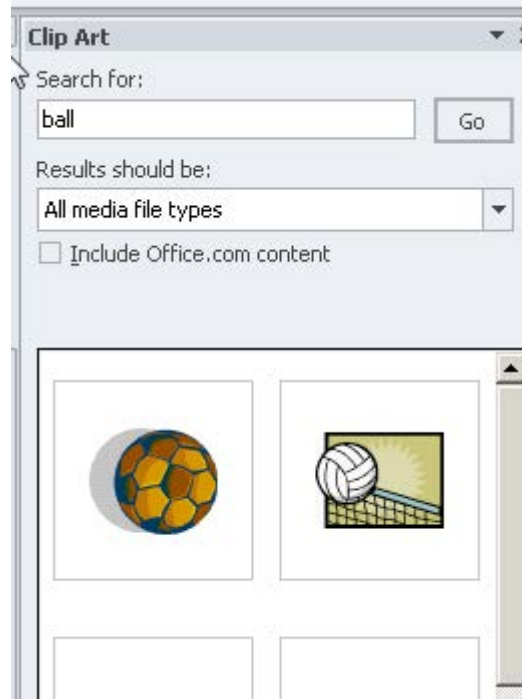 Clip Art
Search for:
ball
Go
Results should be:
All media file types
Include Office.com content